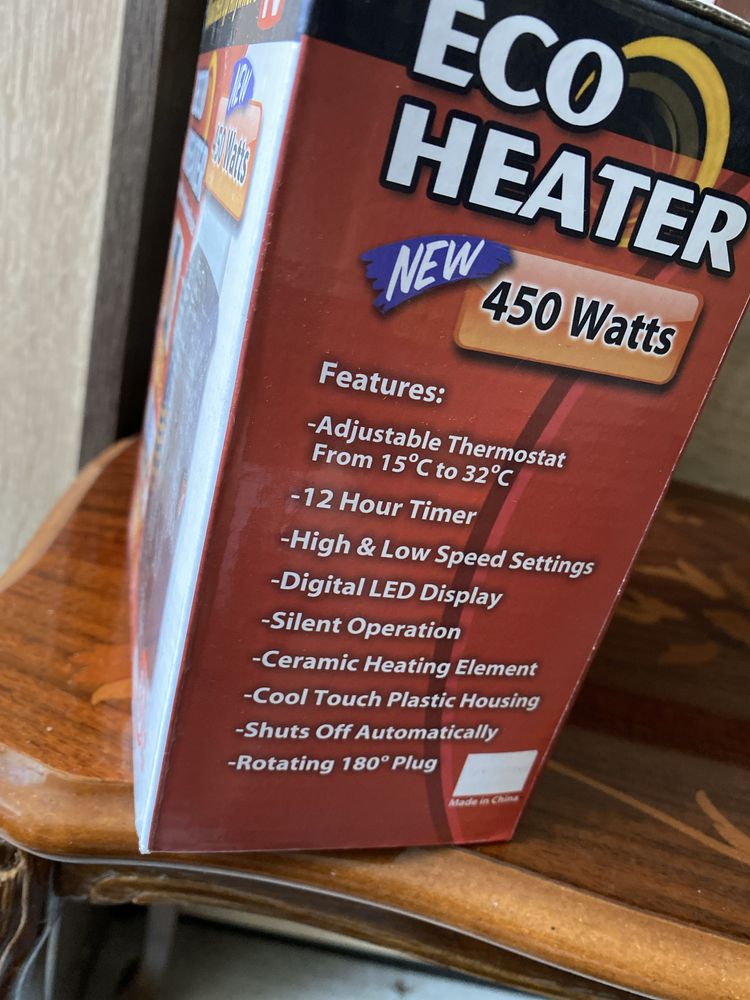 ECO
HEATER
NEW
450 Watts
Features:
-Adjustable Thermostat
From 15°C to 32°C
-12 Hour Timer
-High & Low Speed Settings
-Digital LED Display
-Silent Operation
-Ceramic Heating Element
-Cool Touch Plastic Housing
-Shuts Off Automatically
-Rotating 180° Plug
Made in China
NEW
450 Watts